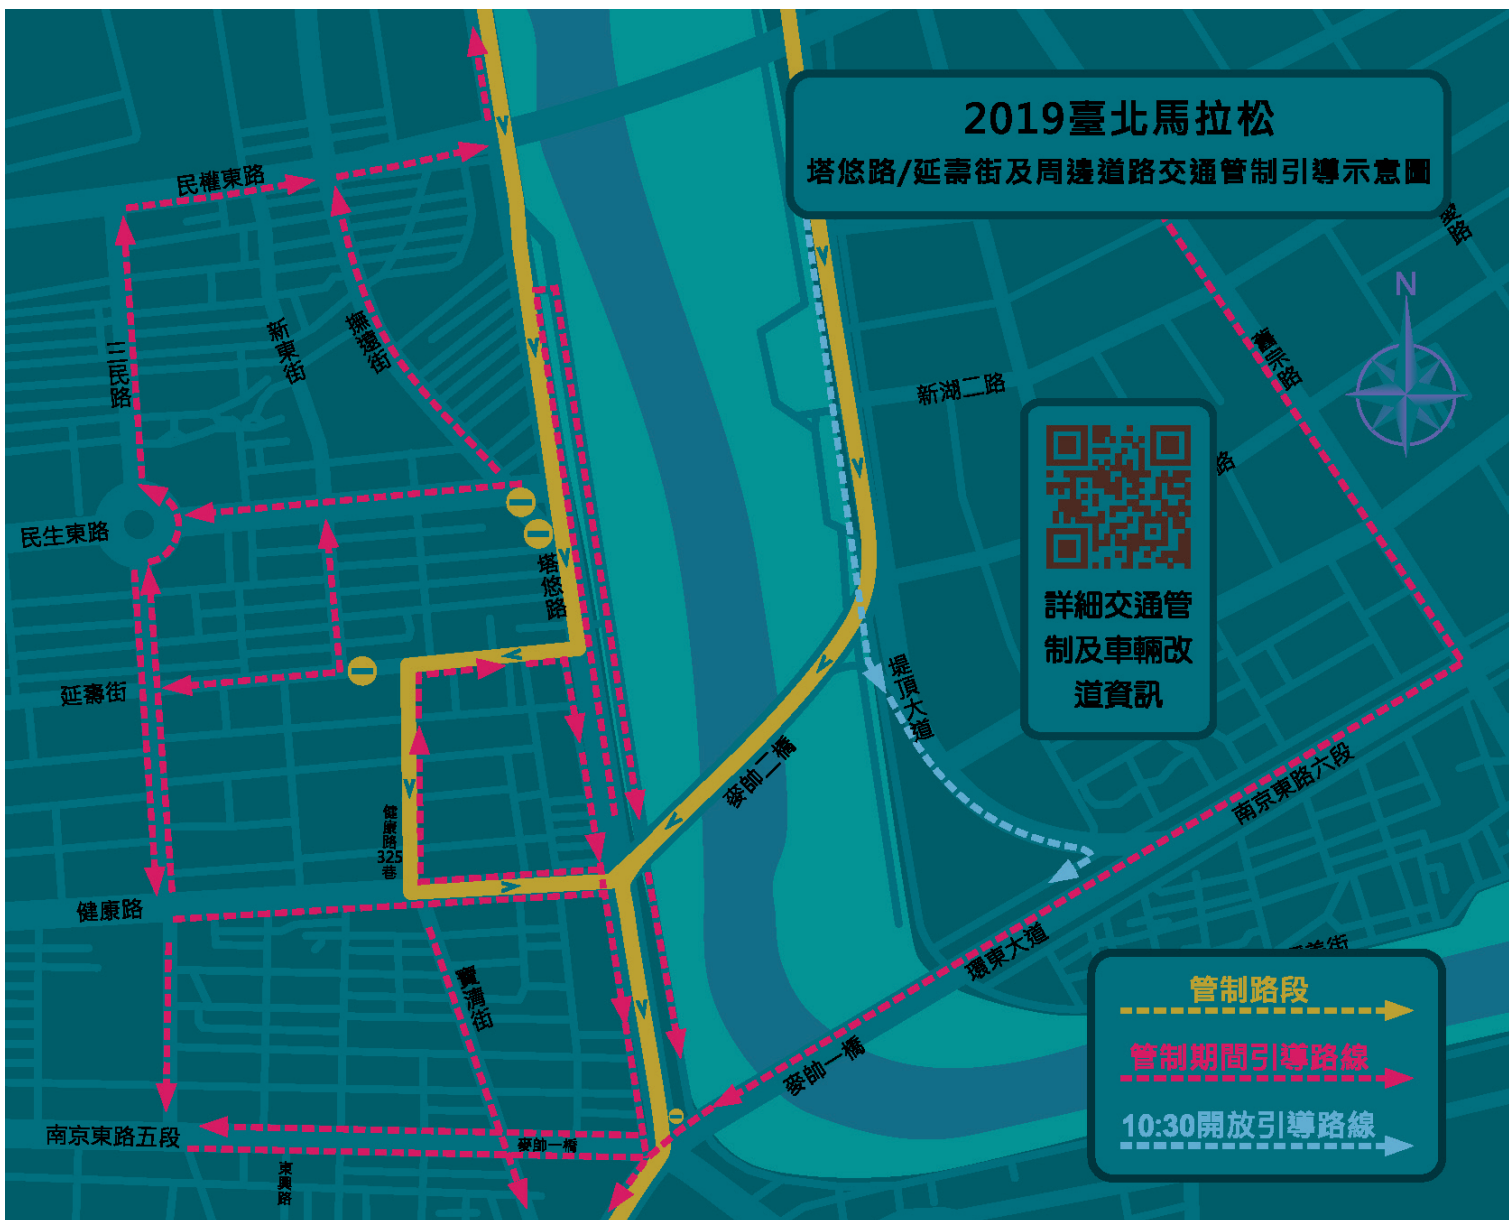 2019臺北馬拉松
塔悠路/延壽街及周邊道路交通管制引導示意圖
民權東路
路
N
新東街
撫遠街
三民路
舊宗路
新湖二路
路
民生東路
塔悠路
詳細交通管
制及車輛改
道資訊
延壽街
堤頂大道
麥帥二橋
南京東路六段
健康路
325
巷
健康路
環東大道
美街
寶清街
管制路段
管制期間引導路線
10:30開放引導路線
麥帥一橋
南京東路五段
麥帥一橋
東興路